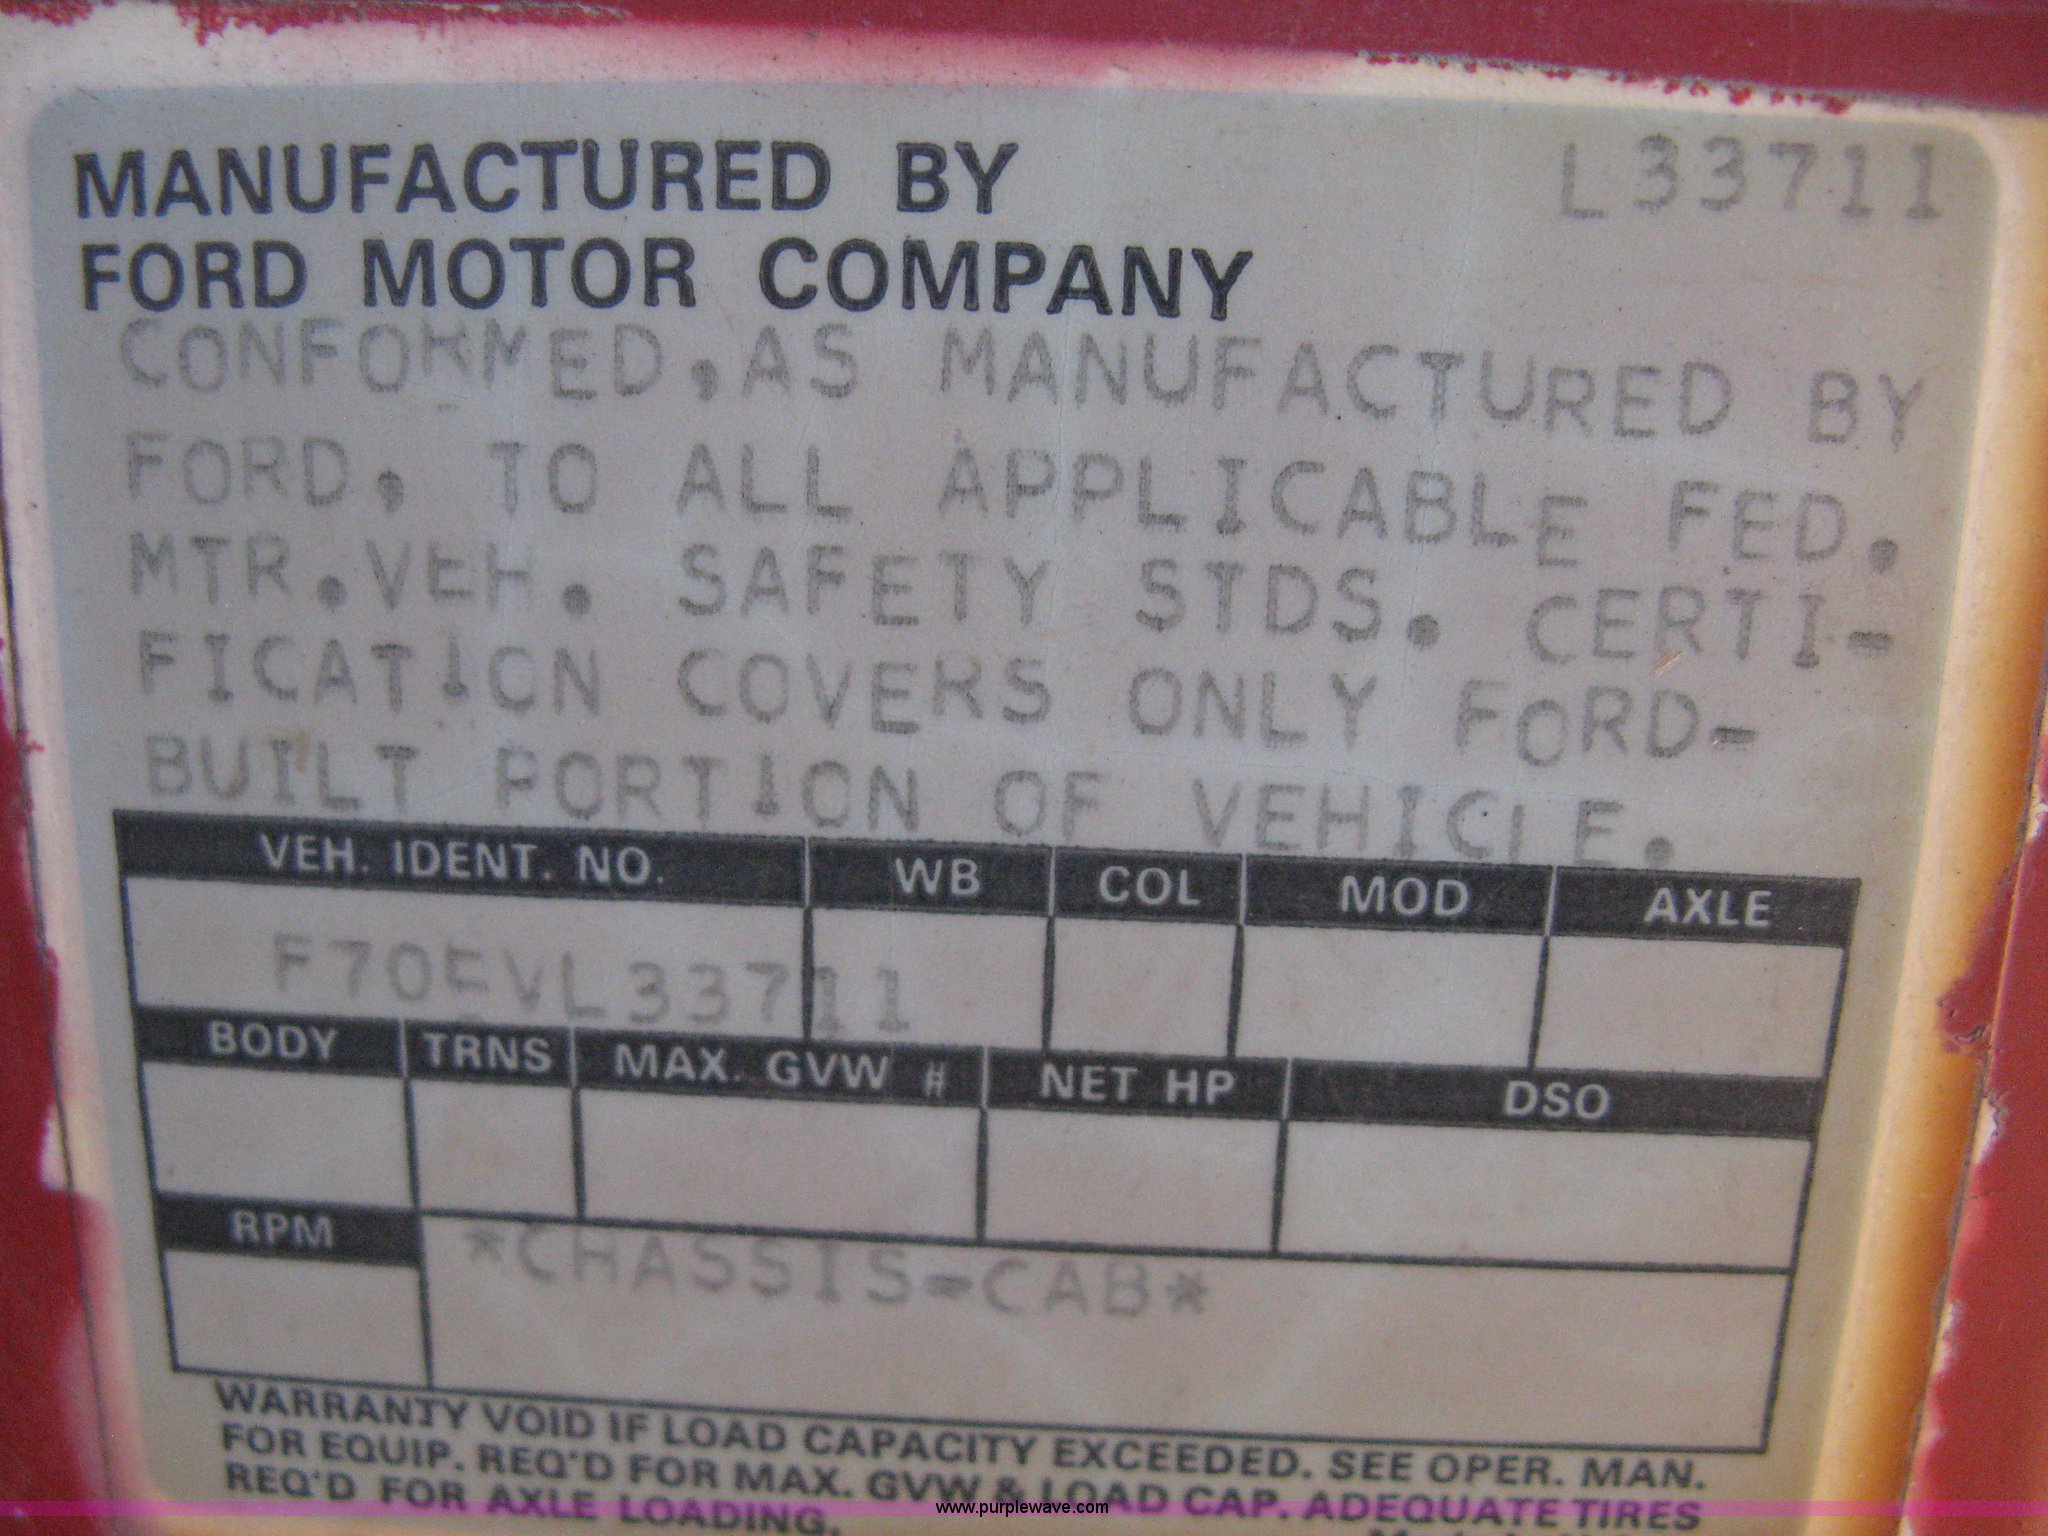 MANUFACTURED BY L33711
FORD MOTOR COMPANY
CONFORMED,AS MANUFACTURED BY
FORD, TO ALL APPLICABLE FED.
MTR.VEH. SAFETY STDS. CERTI-
FICATION COVERS ONLY FORD-
BUILT PORTION OF VEHICLE.
VEH. IDENT. NO. WB COL MOD AXLE
F70EVL33711
BODY TRNS MAX. GVW # NET HP DSO
RPM
*CHASSIS-CAB*
WARRANTY VOID IF LOAD CAPACITY EXCEEDED. SEE OPER. MAN.
FOR EQUIP. REQ'D FOR MAX. GVW & LOAD CAP. ADEQUATE TIRES
REQ'D FOR AXLE LOADING.
www.purplewave.com